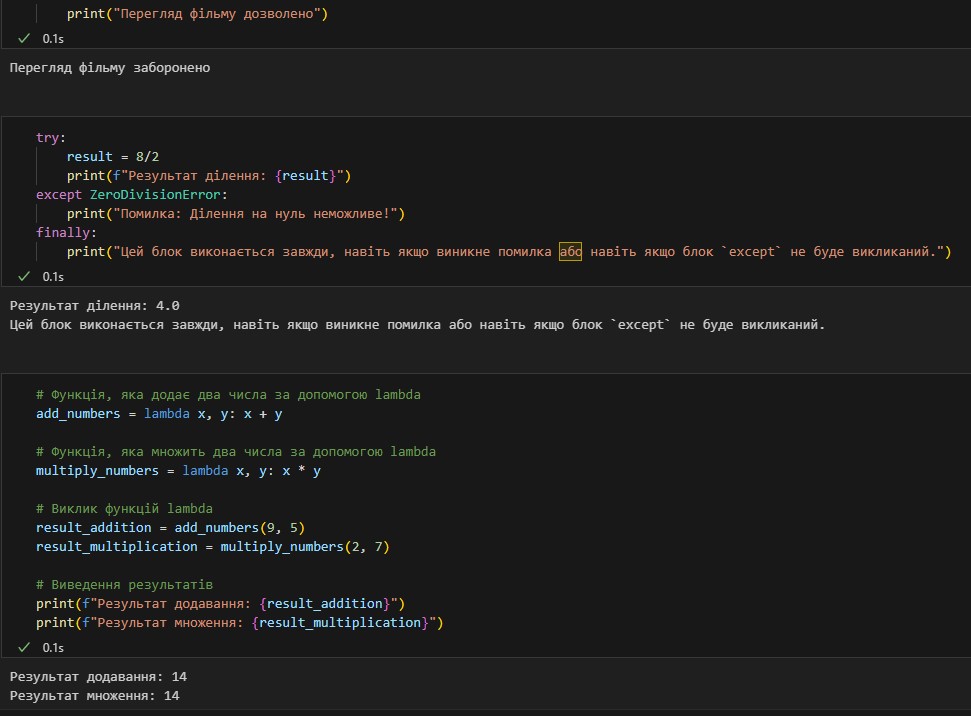 print("Перегляд фільму дозволено")
0.1s
Перегляд фільму заборонено
try:
result = 8/2
print(f"Результат ділення: {result}")
except ZeroDivisionError:
print("Помилка: Ділення на нуль неможливе!")
finally:
print("Цей блок виконається завжди, навіть якщо виникне помилка або навіть якщо блок `except` не буде викликаний.")
0.1s
Результат ділення: 4.0
Цей блок виконається завжди, навіть якщо виникне помилка або навіть якщо блок `except` не буде викликаний.
# Функція, яка додає два числа за допомогою lambda
add_numbers = lambda x, y: x + y
# Функція, яка множить два числа за допомогою lambda
multiply_numbers = lambda x, y: x * y
# Виклик функцій lambda
result_addition = add_numbers(9, 5)
result_multiplication = multiply_numbers(2, 7)
# Виведення результатів
print(f"Результат додавання: {result_addition}")
print(f"Результат множення: {result_multiplication}")
0.1s
Результат додавання: 14
Результат множення: 14